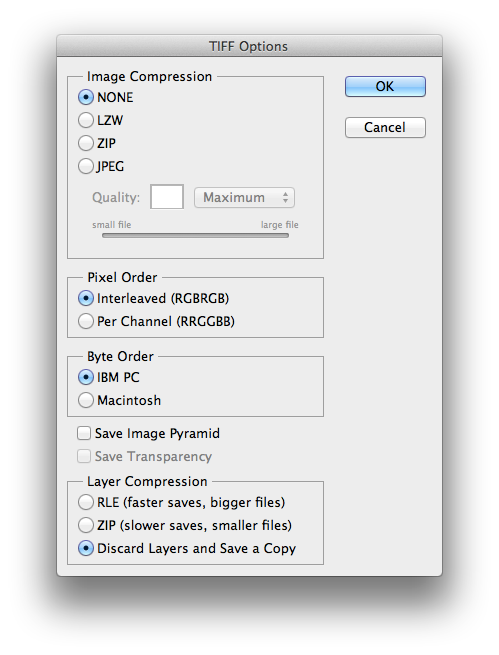 TIFF Options
Image Compression
NONE
LZW
ZIP
JPEG
Quality: Maximum
small file large file
OK
Cancel
Pixel Order
Interleaved (RGBRGB)
Per Channel (RRGGBB)
Byte Order
IBM PC
Macintosh
Save Image Pyramid
Save Transparency
Layer Compression
RLE (faster saves, bigger files)
ZIP (slower saves, smaller files)
Discard Layers and Save a Copy